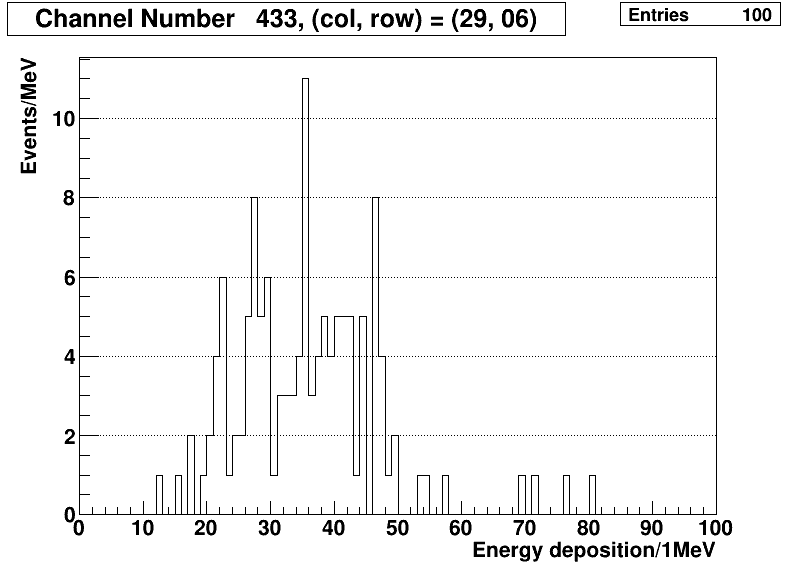 Channel Number 433, (col, row) = (29, 06)
Entries 100
Events/MeV
10
8
6
4
2
0
0 10 20 30 40 50 60 70 80 90 100
Energy deposition/1MeV